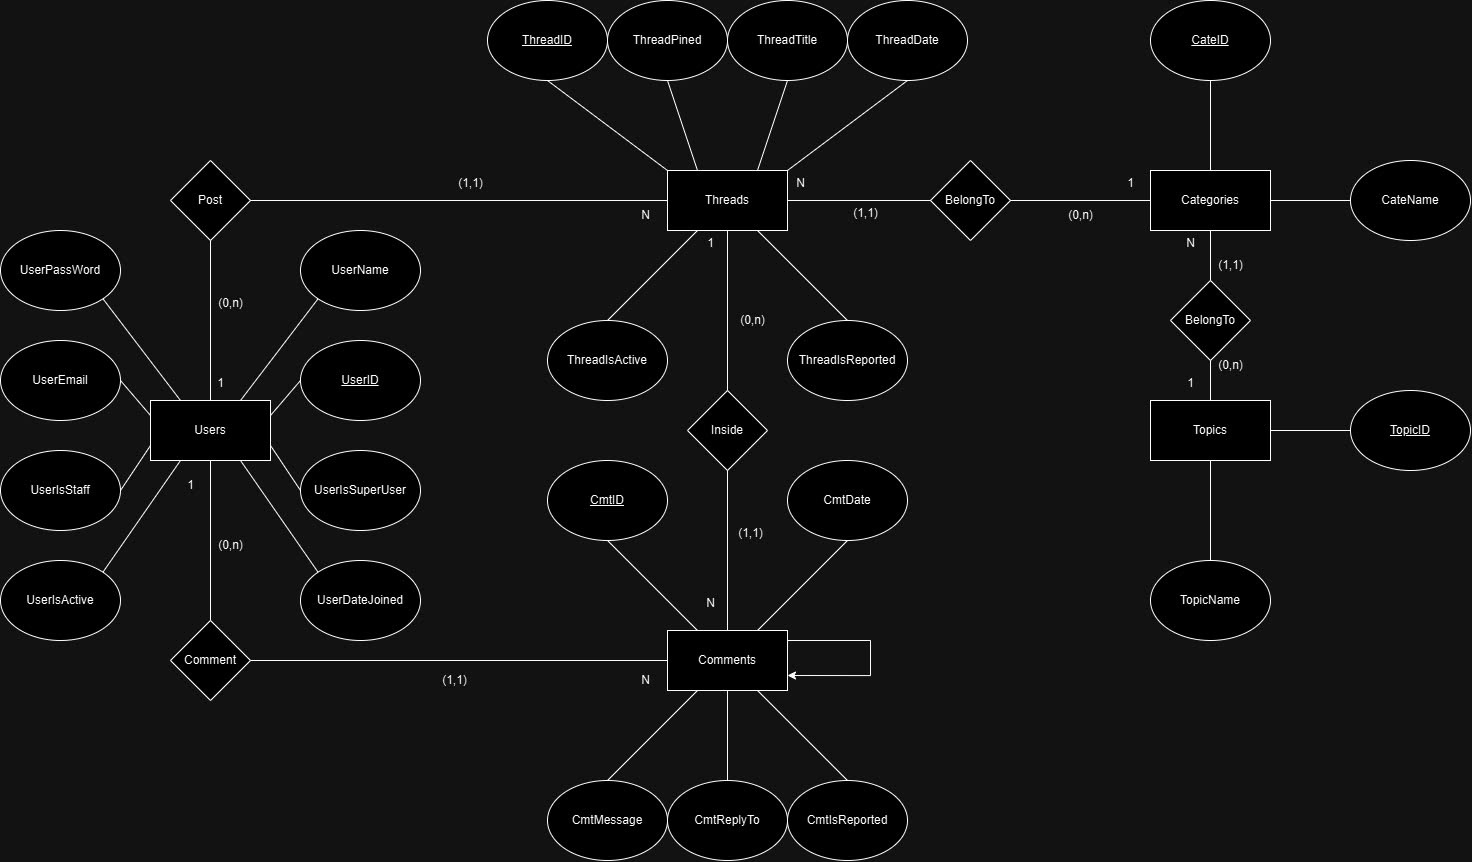 ThreadID
ThreadPined
ThreadTitle
ThreadDate
CateID
Post
(1,1)
N
Threads
N
(1,1)
BelongTo
1
(0,n)
Categories
CateName
1
N
(1,1)
UserPassWord
UserName
(0,n)
(0,n)
BelongTo
ThreadIsActive
ThreadIsReported
(0,n)
1
UserEmail
UserID
1
Users
Inside
Topics
TopicID
1
UserIsStaff
UserIsSuperUser
CmtID
CmtDate
(0,n)
(1,1)
UserIsActive
UserDateJoined
N
TopicName
Comment
(1,1)
N
Comments
CmtMessage
CmtReplyTo
CmtIsReported